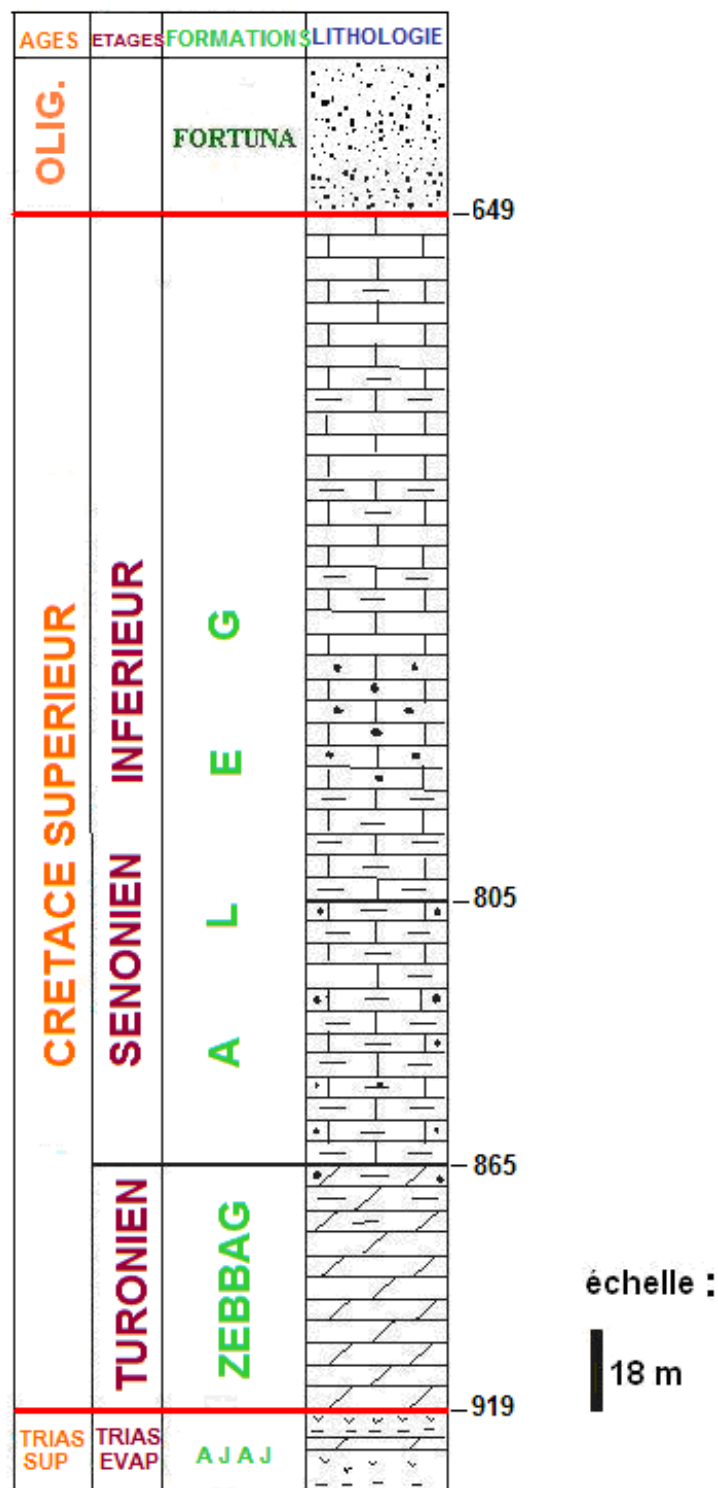 AGES ETAGES FORMATIONS LITHOLOGIE
OLIG.
FORTUNA
649
CRETACE SUPERIEUR
SENONIEN INFERIEUR
A L E G
805
865
TURONIEN
ZEBBAG
échelle :
18 m
919
TRIAS SUP
TRIAS EVAP
A J A J